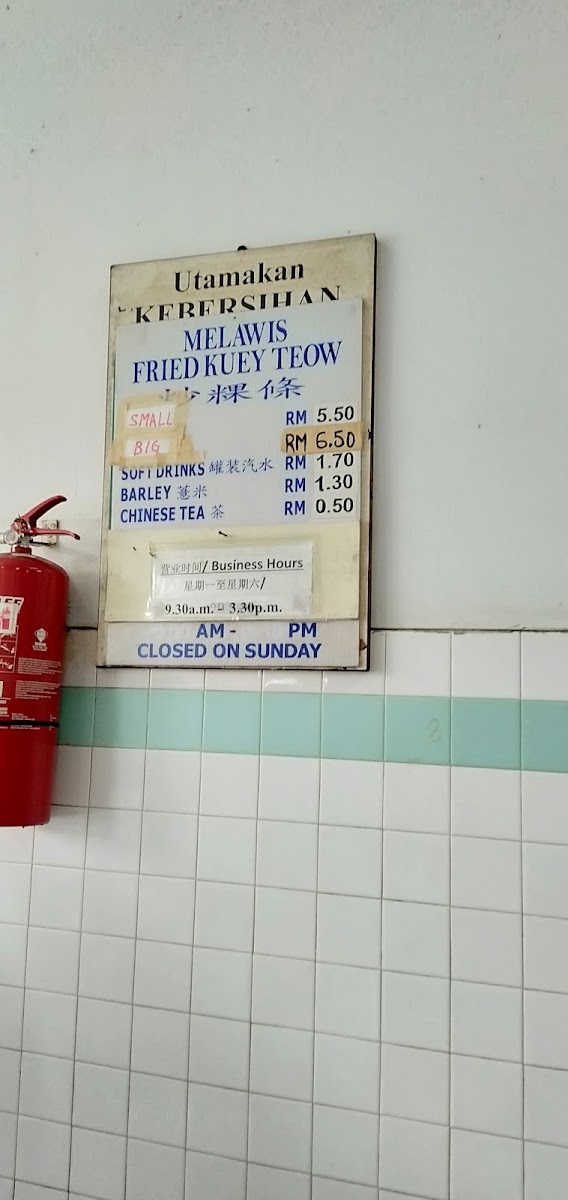 Utamakan
KEBERSIHAN
MELAWIS
FRIED KUEY TEOW
炒粿條
SMALL RM 5.50
BIG RM 6.50
SOFT DRINKS 罐装汽水 RM 1.70
BARLEY 薏米 RM 1.30
CHINESE TEA 茶 RM 0.50
营业时间/ Business Hours
星期一至星期六/
9.30a.m. – 3.30p.m.
AM - PM
CLOSED ON SUNDAY